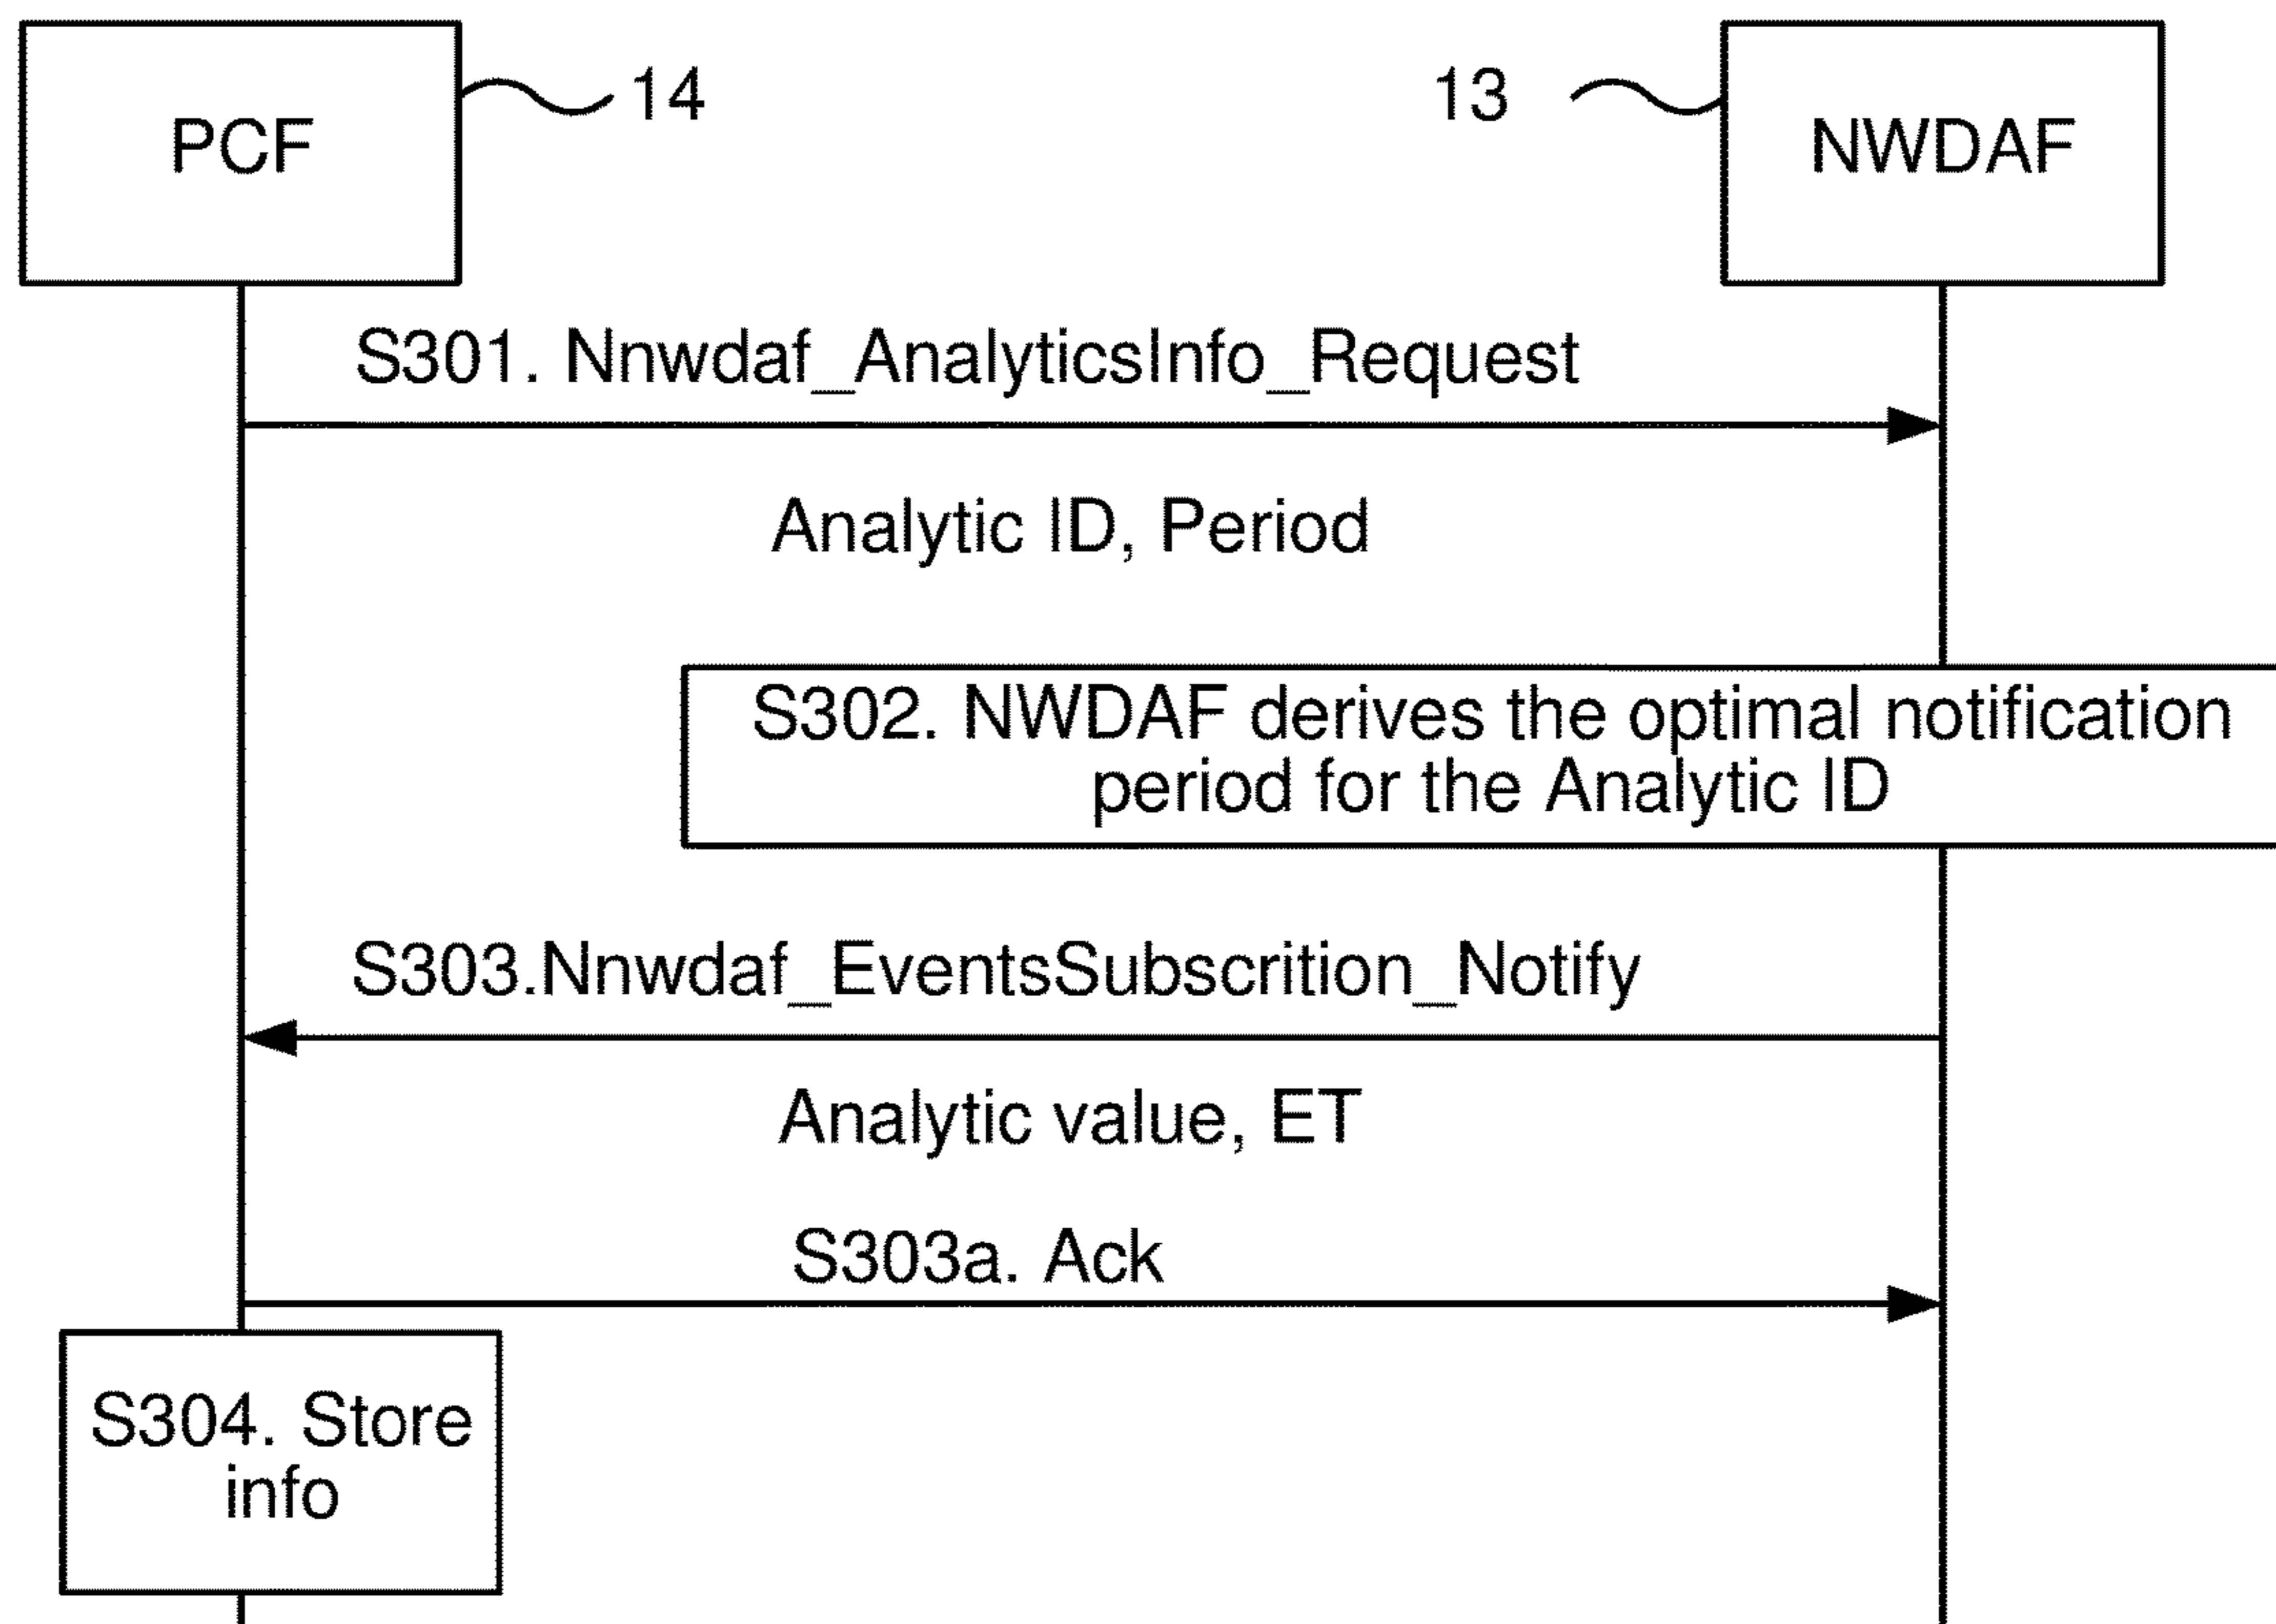 PCF
14
13
NWDAF
S301. Nnwdaf_AnalyticsInfo_Request
Analytic ID, Period
S302. NWDAF derives the optimal notification
period for the Analytic ID
S303.Nnwdaf_EventsSubscrition_Notify
Analytic value, ET
S303a. Ack
S304. Store
info